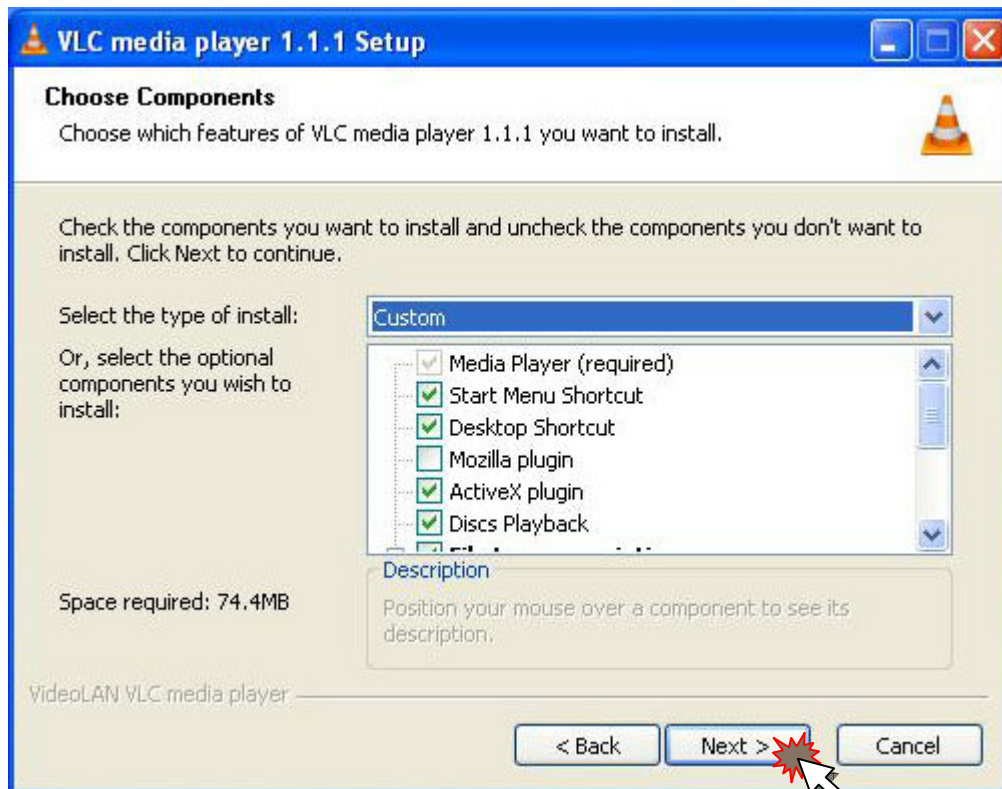 VLC media player 1.1.1 Setup
Choose Components
Choose which features of VLC media player 1.1.1 you want to install.
Check the components you want to install and uncheck the components you don't want to
install. Click Next to continue.
Select the type of install:
Custom
Or, select the optional
components you wish to
install:
Media Player (required)
Start Menu Shortcut
Desktop Shortcut
Mozilla plugin
ActiveX plugin
Discs Playback
Space required: 74.4MB
Description
Position your mouse over a component to see its
description.
VideoLAN VLC media player
< Back
Next >
Cancel